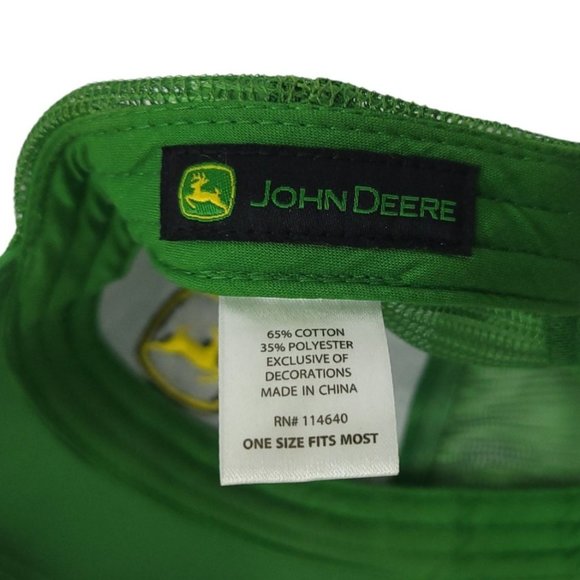 JOHN DEERE
65% COTTON
35% POLYESTER
EXCLUSIVE OF
DECORATIONS
MADE IN CHINA
RN# 114640
ONE SIZE FITS MOST